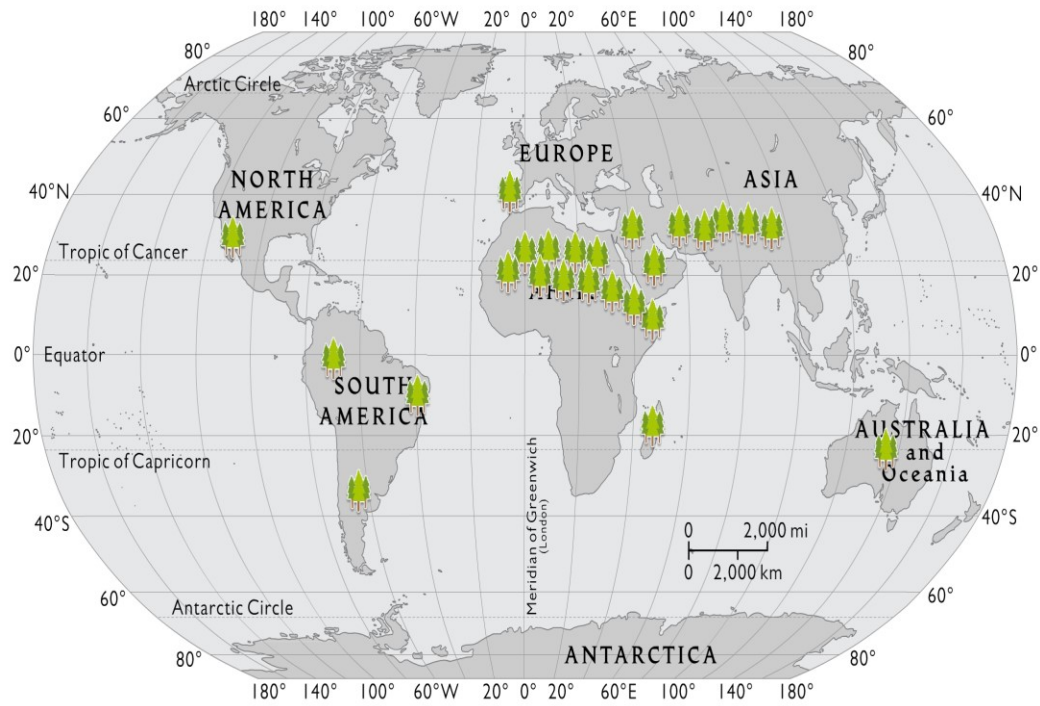 180° 140° 100° 60°W 20° 0° 20° 60°E 100° 140° 180°
80° 80°
Arctic Circle
60° 60°
EUROPE
NORTH
AMERICA
ASIA
40°N 40°N
Tropic of Cancer
20° 20°
0° Equator 0°
SOUTH
AMERICA
20° 20°
AUSTRALIA
and
Oceania
Tropic of Capricorn
Meridian of Greenwich
(London)
40°S 40°S
0 2,000 mi
0 2,000 km
60° 60°
Antarctic Circle
80° 80°
ANTARCTICA
180° 140° 100° 60°W 20° 0° 20° 60°E 100° 140° 180°